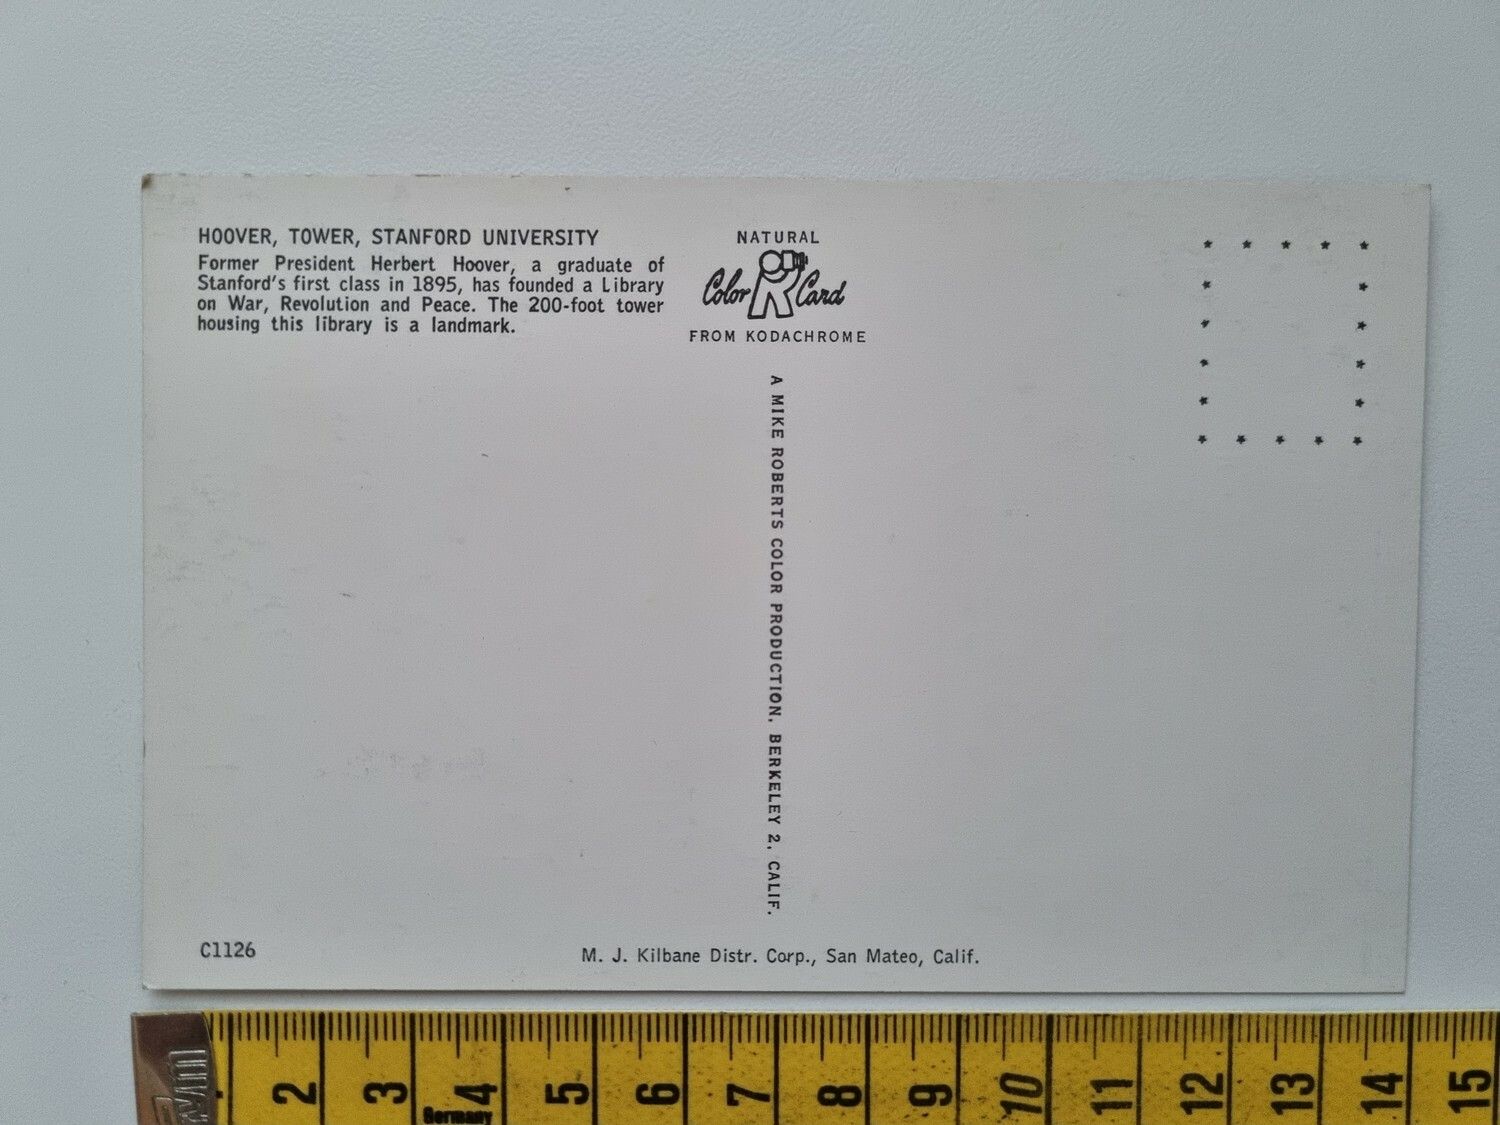 HOOVER, TOWER, STANFORD UNIVERSITY
Former President Herbert Hoover, a graduate of
Stanford's first class in 1895, has founded a Library
on War, Revolution and Peace. The 200-foot tower
housing this library is a landmark.
NATURAL
Color Card
FROM KODACHROME
A MIKE ROBERTS COLOR PRODUCTION, BERKELEY 2, CALIF.
C1126
M. J. Kilbane Distr. Corp., San Mateo, Calif.
2 3 4 5 6 7 8 9 10 11 12 13 14 15
Germany